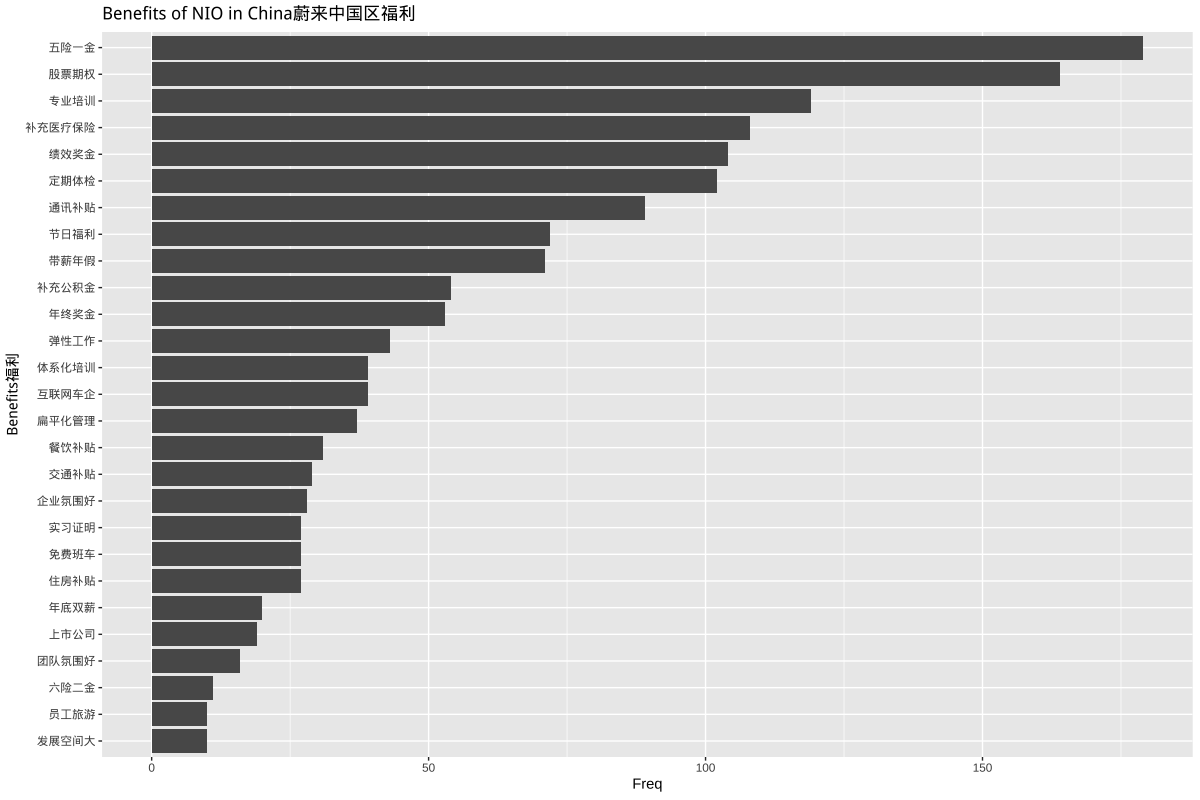 Benefits of NIO in China蔚来中国区福利
Benefits福利
五险一金
股票期权
专业培训
补充医疗保险
绩效奖金
定期体检
通讯补贴
节日福利
带薪年假
补充公积金
年终奖金
弹性工作
体系化培训
互联网车企
扁平化管理
餐饮补贴
交通补贴
企业氛围好
实习证明
免费班车
住房补贴
年底双薪
上市公司
团队氛围好
六险二金
员工旅游
发展空间大
0 50 100 150
Freq